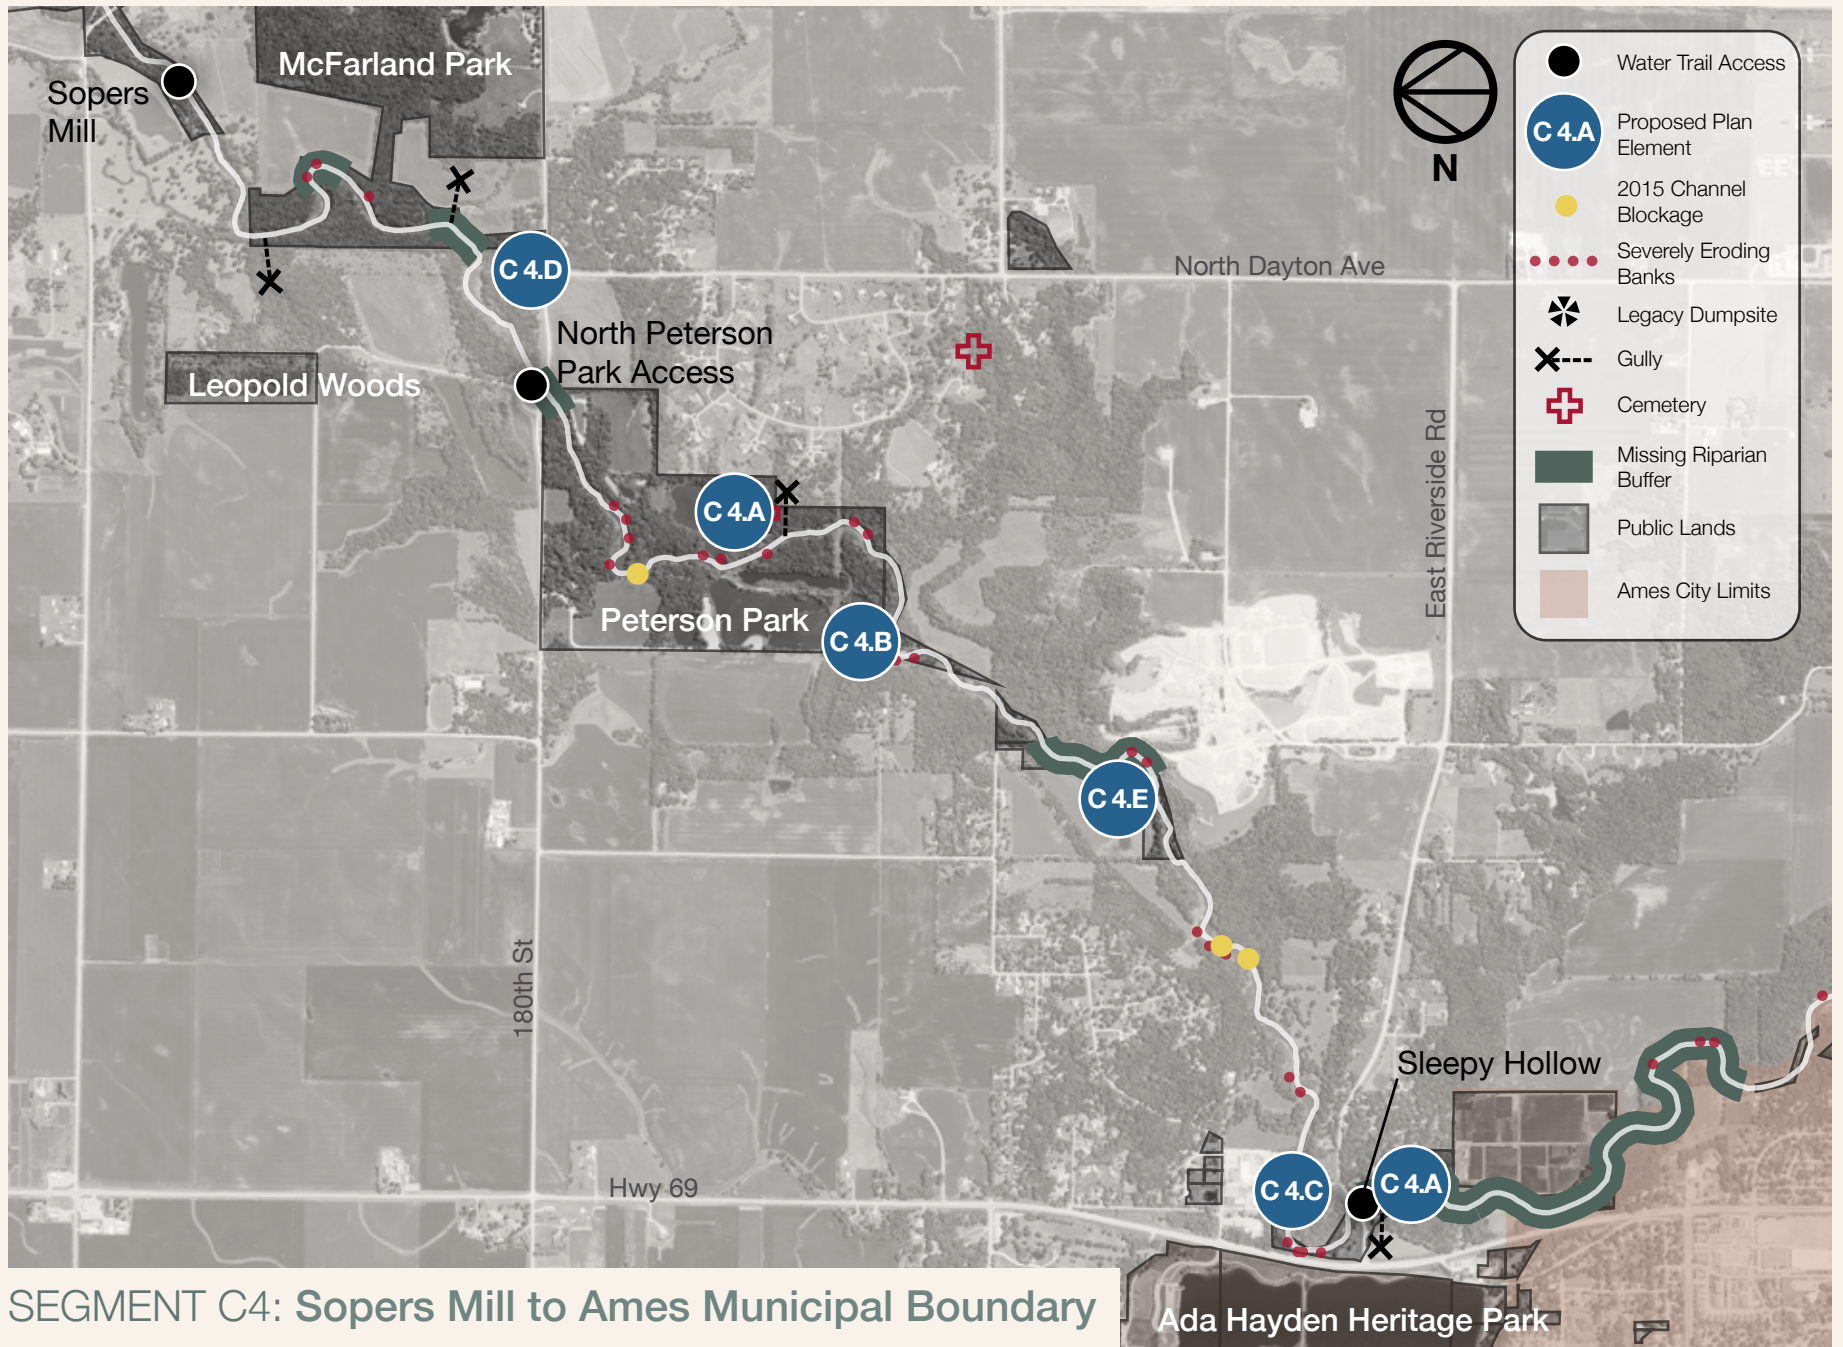 McFarland Park
Sopers
Mill
N
Water Trail Access
C 4.A
Proposed Plan
Element
2015 Channel
Blockage
Severely Eroding
Banks
Legacy Dumpsite
Gully
Cemetery
Missing Riparian
Buffer
Public Lands
Ames City Limits
C 4.D
North Dayton Ave
North Peterson
Park Access
Leopold Woods
East Riverside Rd
C 4.A
Peterson Park
C 4.B
C 4.E
180th St
Sleepy Hollow
Hwy 69
C 4.C
C 4.A
SEGMENT C4: Sopers Mill to Ames Municipal Boundary
Ada Hayden Heritage Park